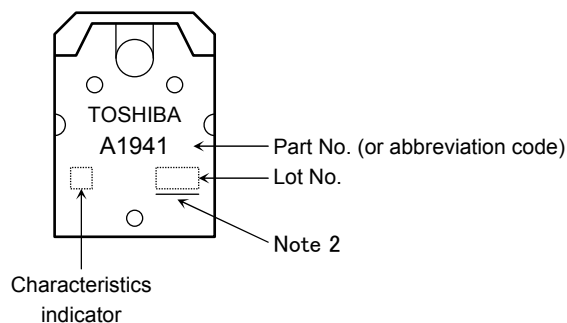 TOSHIBA
A1941
Part No. (or abbreviation code)
Lot No.
Note 2
Characteristics
indicator